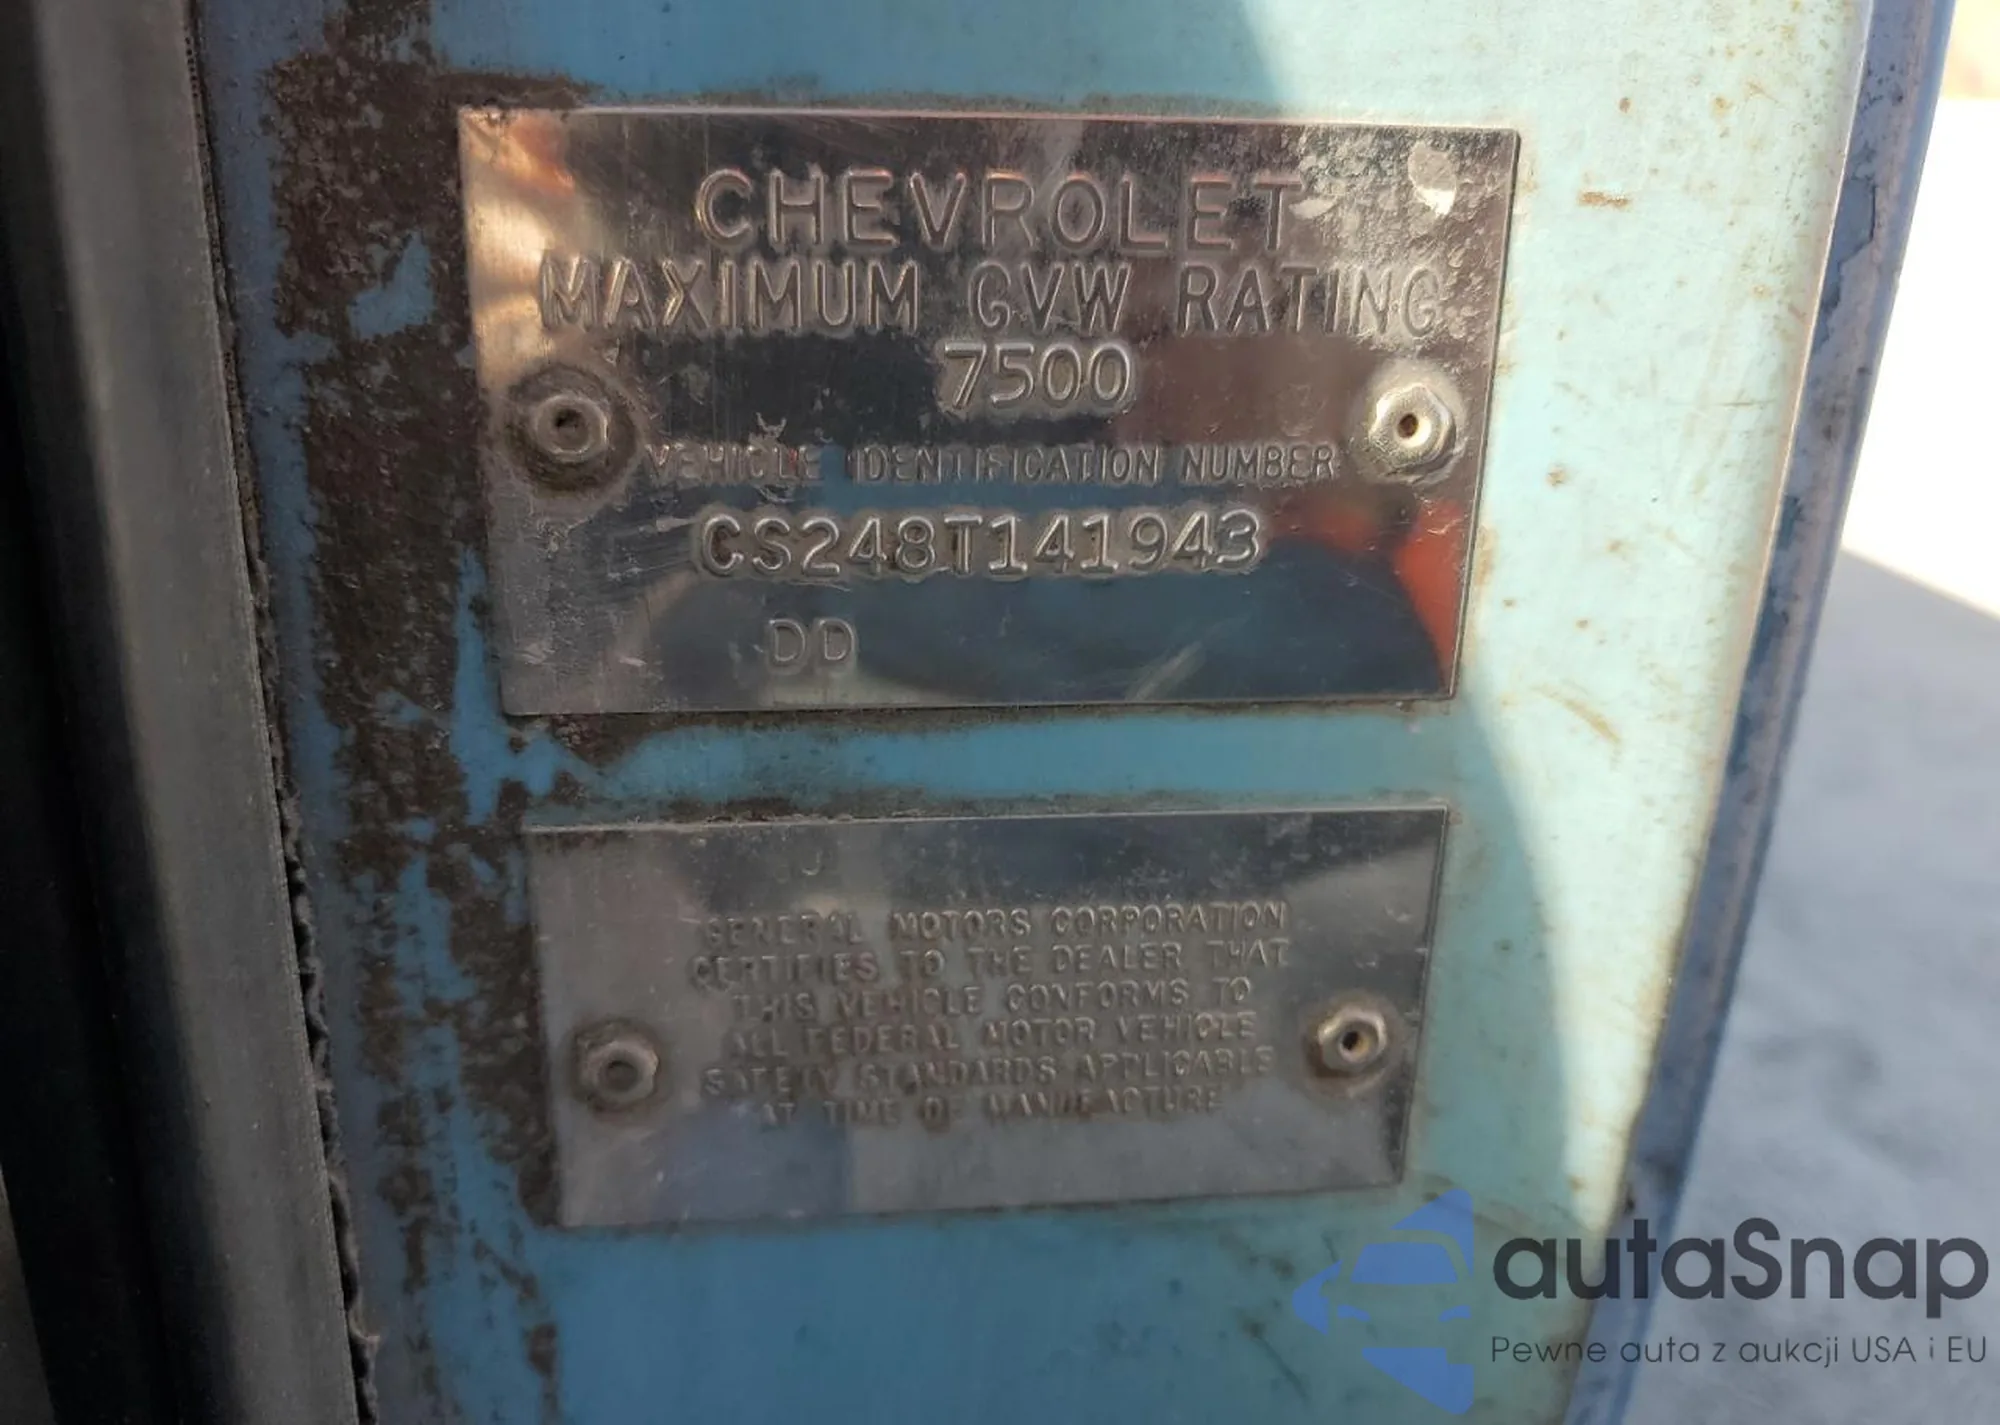 CHEVROLET
MAXIMUM GVW RATING
7500
VEHICLE IDENTIFICATION NUMBER
CS248T141943
DD
J
GENERAL MOTORS CORPORATION
CERTIFIES TO THE DEALER THAT
THIS VEHICLE CONFORMS TO
ALL FEDERAL MOTOR VEHICLE
SAFETY STANDARDS APPLICABLE
AT TIME OF MANUFACTURE
autaSnap
Pewne auta z aukcji USA i EU